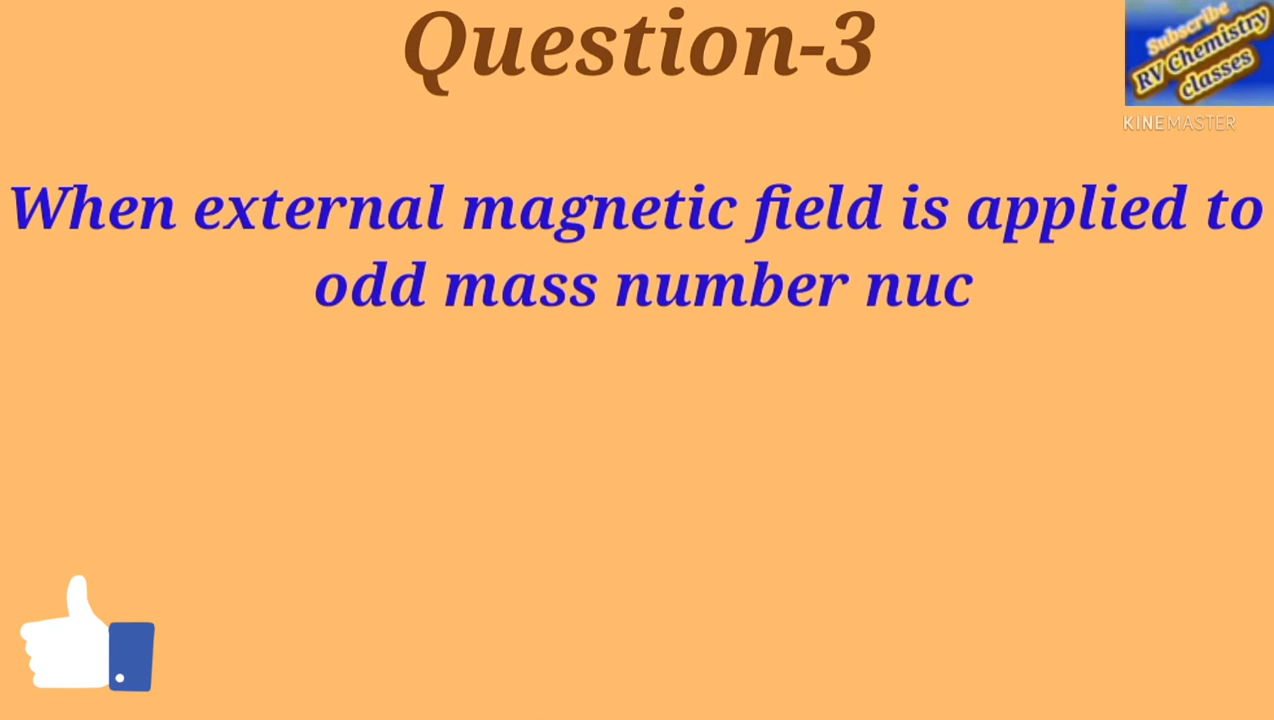 Question-3
Subscribe
RV Chemistry
classes
KINEMASTER
When external magnetic field is applied to
odd mass number nuc